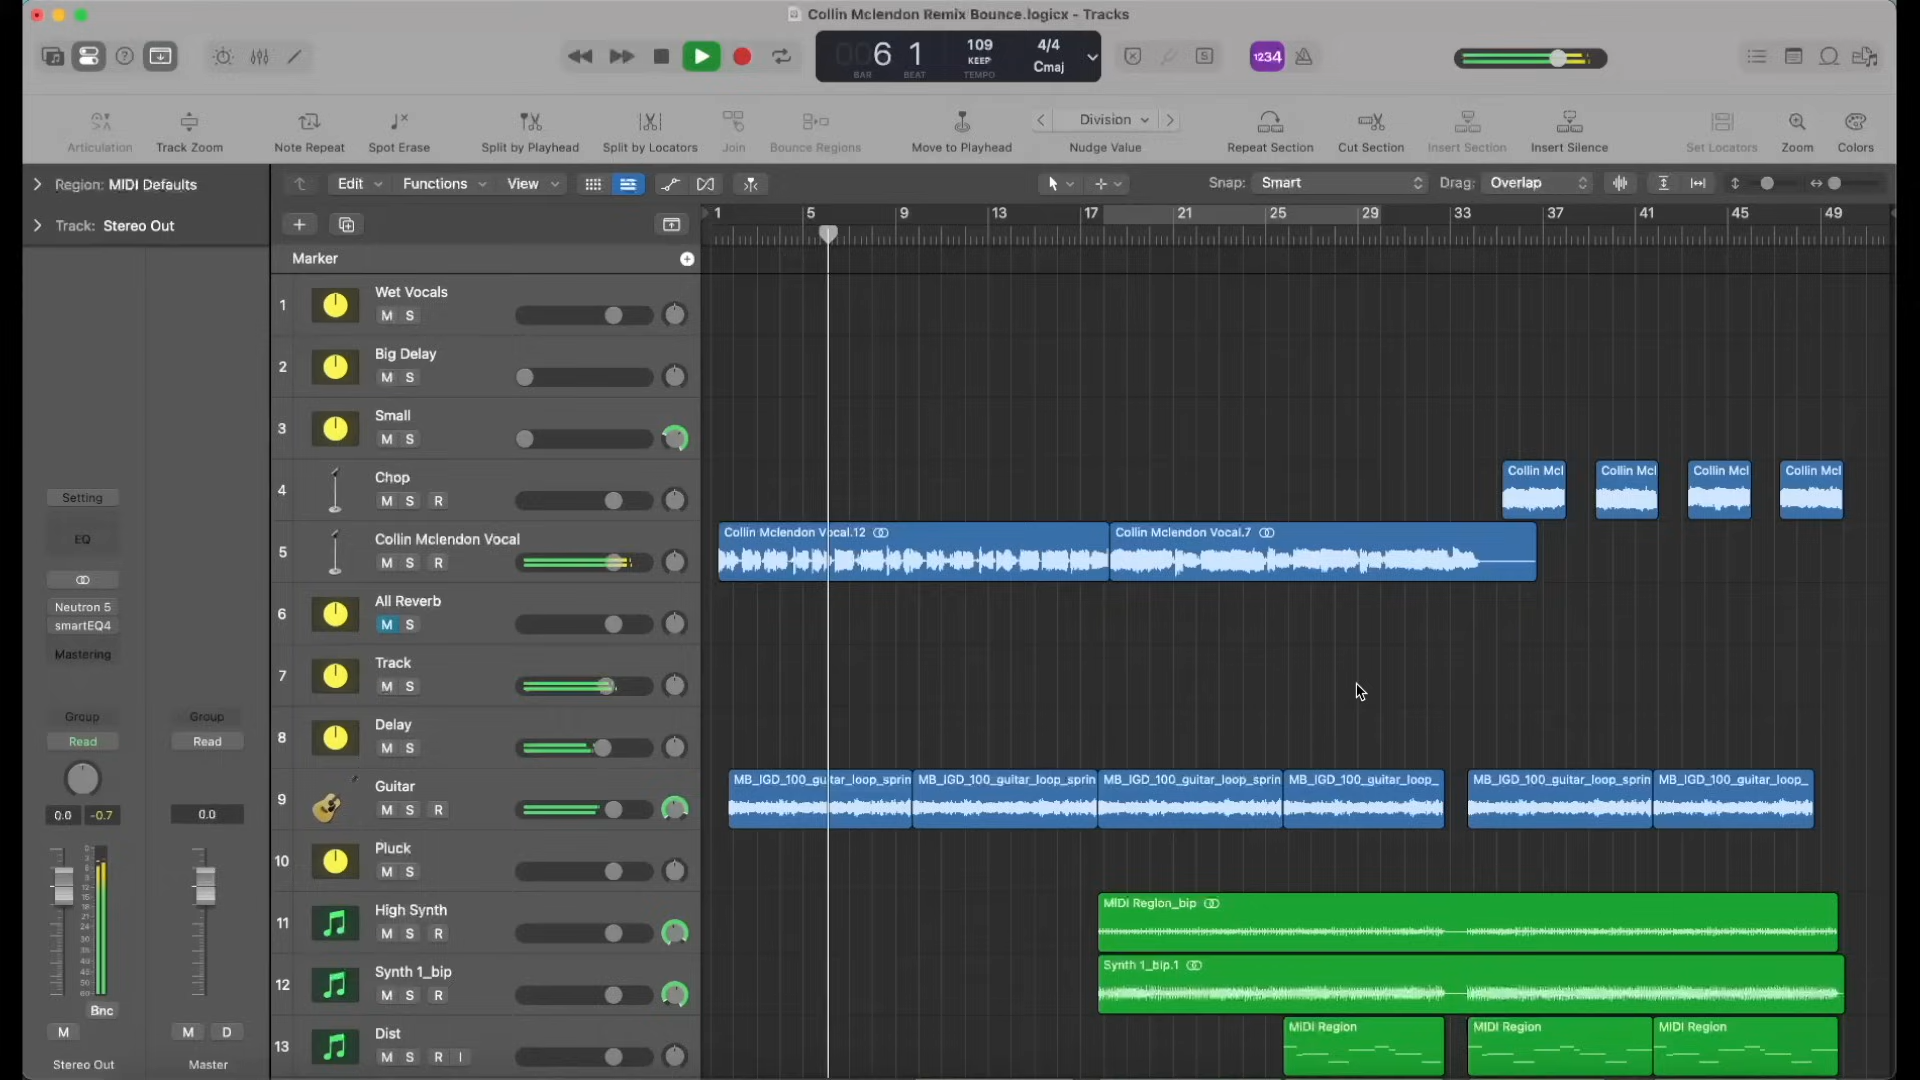 Collin Mclendon Remix Bounce.logicx - Tracks
006 1
BAR BEAT
109
KEEP
TEMPO
4/4
Cmaj
S
1234
Articulation
Track Zoom
Note Repeat
Spot Erase
Split by Playhead
Split by Locators
Join
Bounce Regions
Move to Playhead
Division
Nudge Value
Repeat Section
Cut Section
Insert Section
Insert Silence
Set Locators
Zoom
Colors
Region: MIDI Defaults
Edit Functions View
Snap: Smart
Drag: Overlap
Track: Stereo Out
1 5 9 13 17 21 25 29 33 37 41 45 49
Marker
1 Wet Vocals
M S
2 Big Delay
M S
3 Small
M S
4 Chop
M S R
Collin Mcl Collin Mcl Collin Mcl Collin Mcl
5 Collin Mclendon Vocal
M S R
Collin Mclendon Vocal.12
Collin Mclendon Vocal.7
6 All Reverb
M S
7 Track
M S
8 Delay
M S
9 Guitar
M S R
MB_IGD_100_guitar_loop_sprin MB_IGD_100_guitar_loop_sprin MB_IGD_100_guitar_loop_sprin MB_IGD_100_guitar_loop_ MB_IGD_100_guitar_loop_sprin MB_IGD_100_guitar_loop_
10 Pluck
M S
11 High Synth
M S R
MIDI Region_bip
12 Synth 1_bip
M S R
Synth 1_bip.1
13 Dist
M S R I
MIDI Region MIDI Region MIDI Region
Setting
EQ
Neutron 5
smartEQ4
Mastering
Group Group
Read Read
0.0 -0.7 0.0
Bnc
M M D
Stereo Out Master